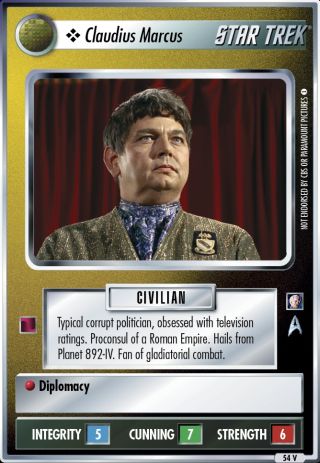 ❖ Claudius Marcus
STAR TREK
NOT ENDORSED BY CBS OR PARAMOUNT PICTURES
CIVILIAN
Typical corrupt politician, obsessed with television
ratings. Proconsul of a Roman Empire. Hails from
Planet 892-IV. Fan of gladiatorial combat.
Diplomacy
INTEGRITY 5 CUNNING 7 STRENGTH 6
54 V